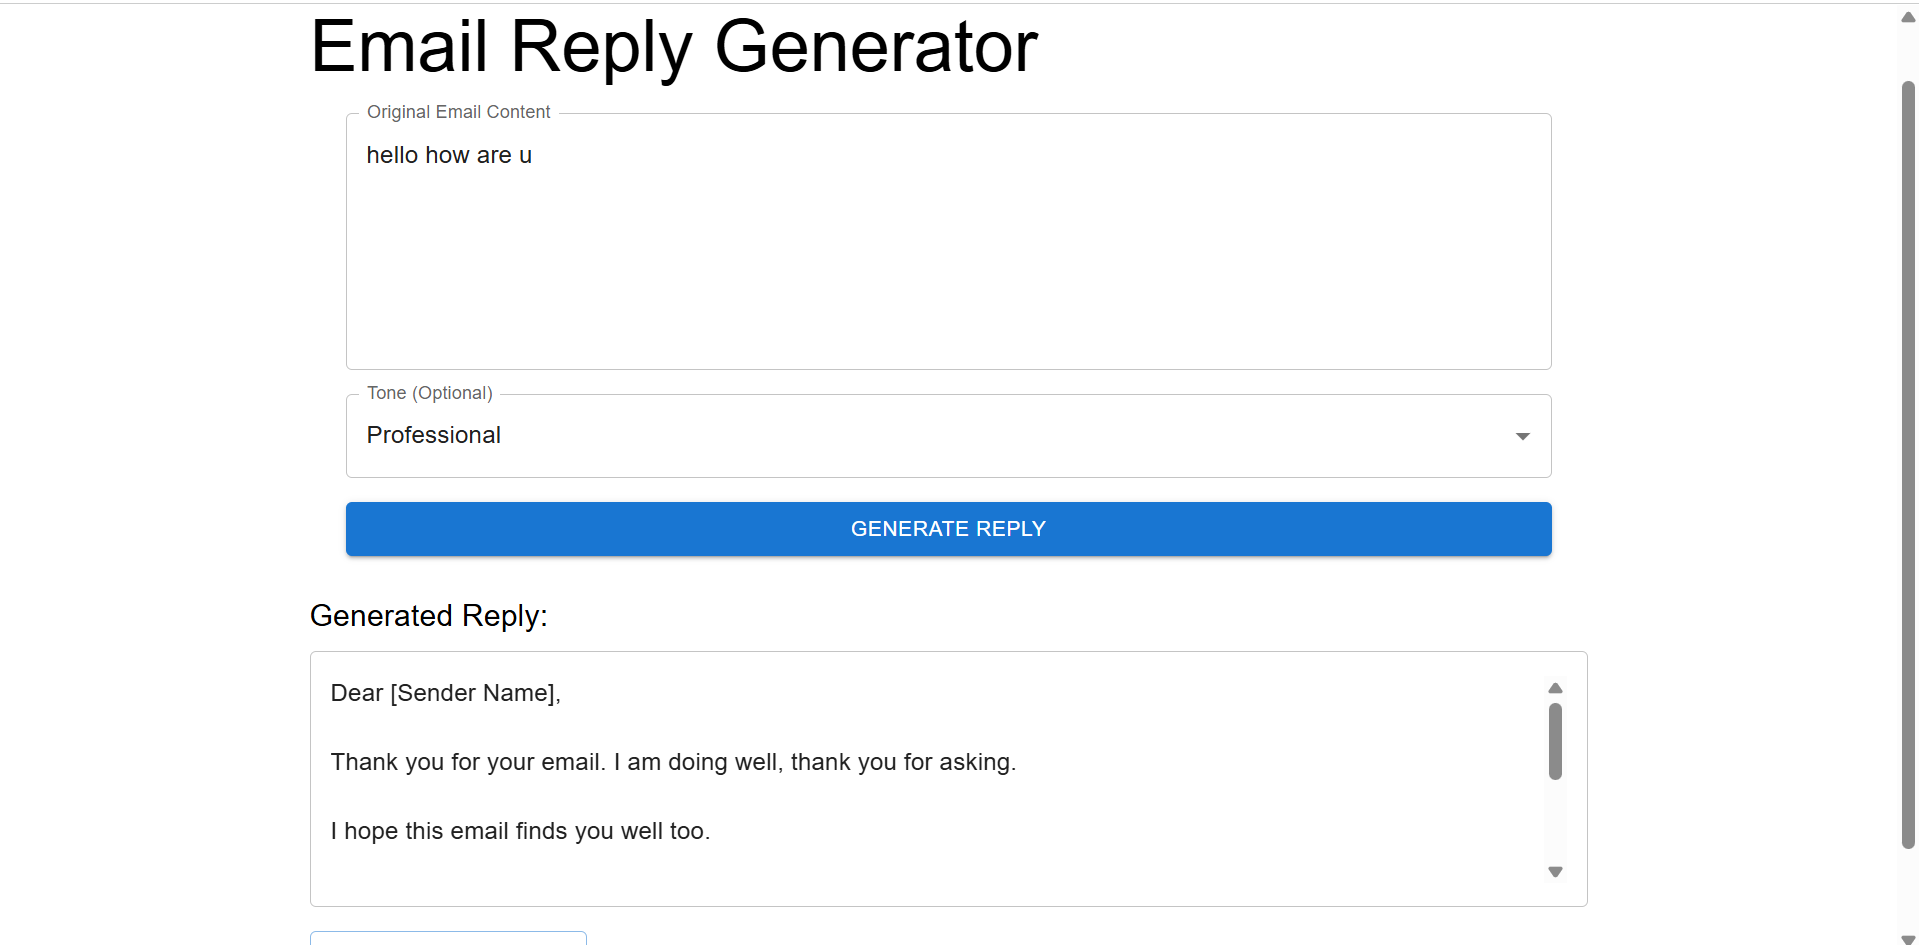 Email Reply Generator
Original Email Content
hello how are u
Tone (Optional)
Professional
GENERATE REPLY
Generated Reply:
Dear [Sender Name],
Thank you for your email. I am doing well, thank you for asking.
I hope this email finds you well too.